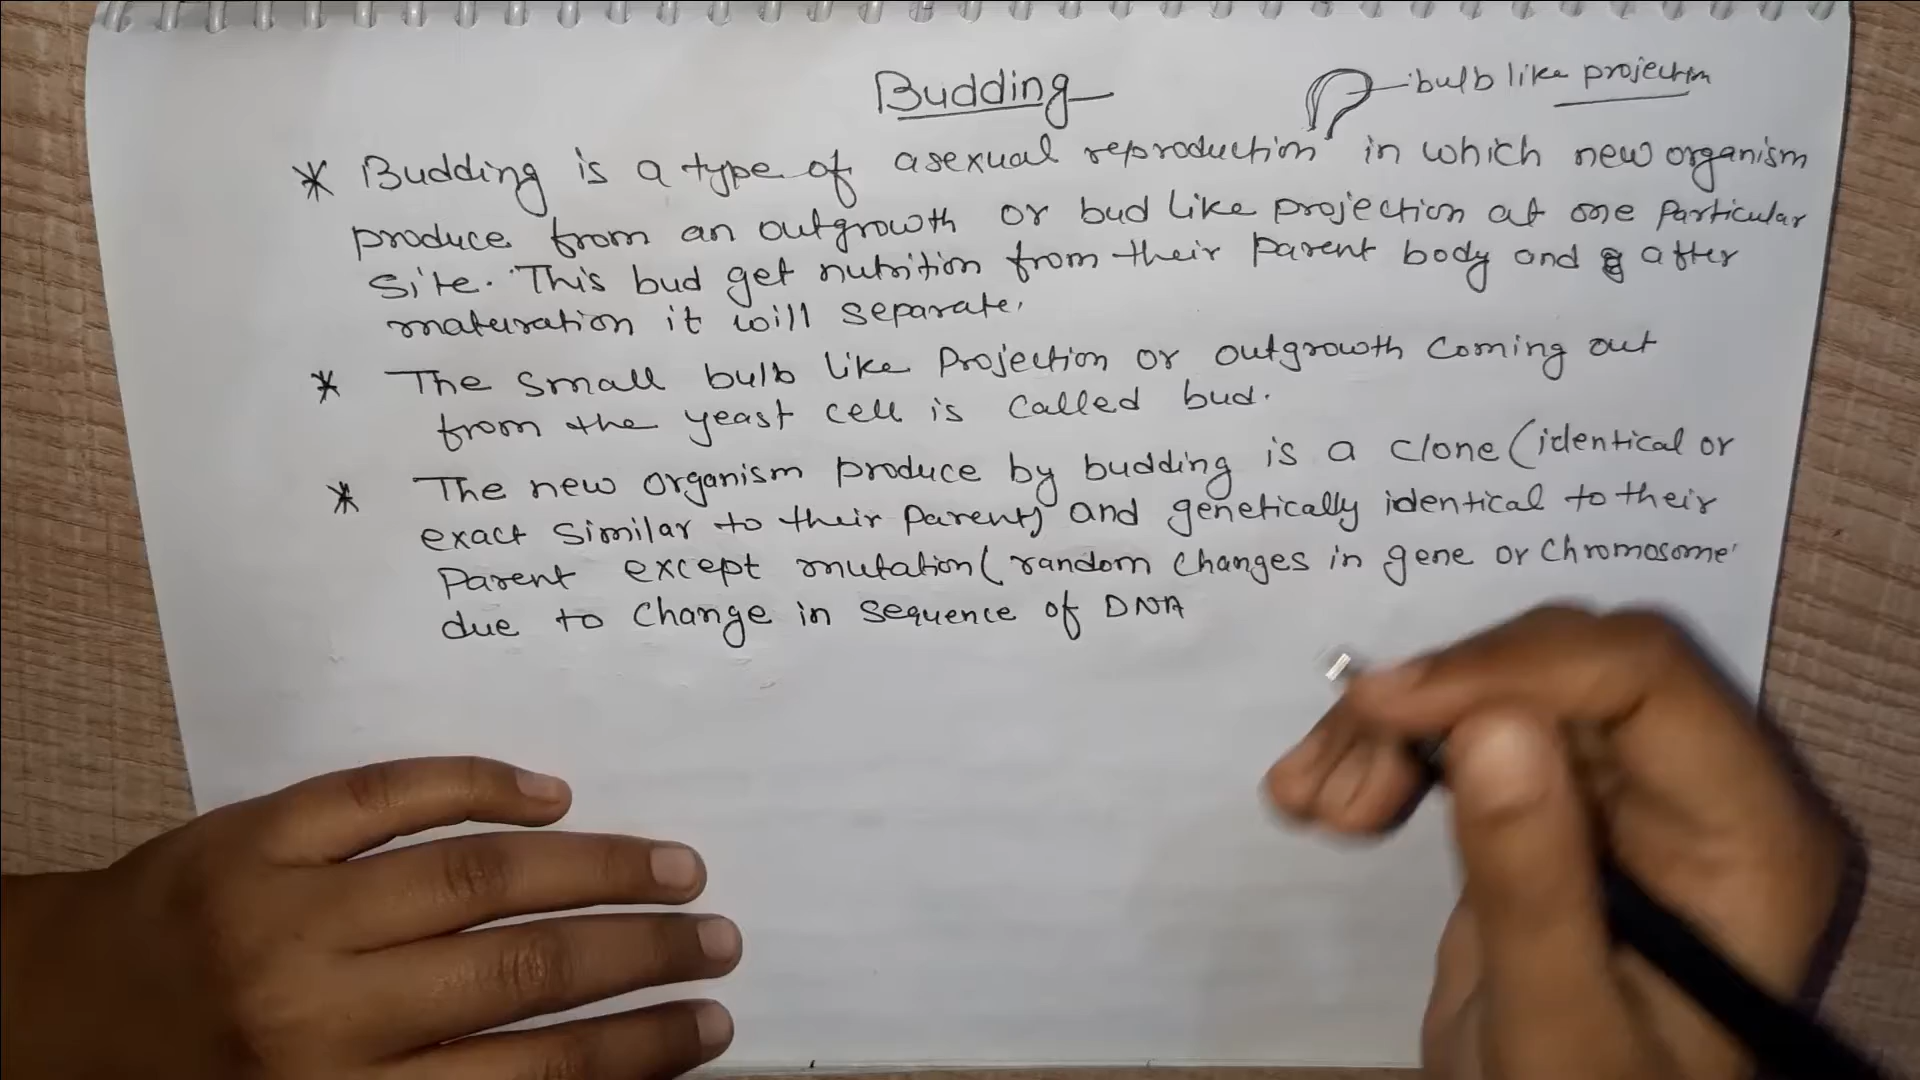 Budding
bulb like projection
* Budding is a type of asexual reproduction in which new organism
produce from an outgrowth or bud like projection at one particular
site. This bud get nutrition from their parent body and after
maturation it will separate.
* The small bulb like Projection or outgrowth coming out
from the yeast cell is called bud.
* The new organism produce by budding is a clone (identical or
exact similar to their parent) and genetically identical to their
parent except mutation (random changes in gene or chromosome
due to change in sequence of DNA